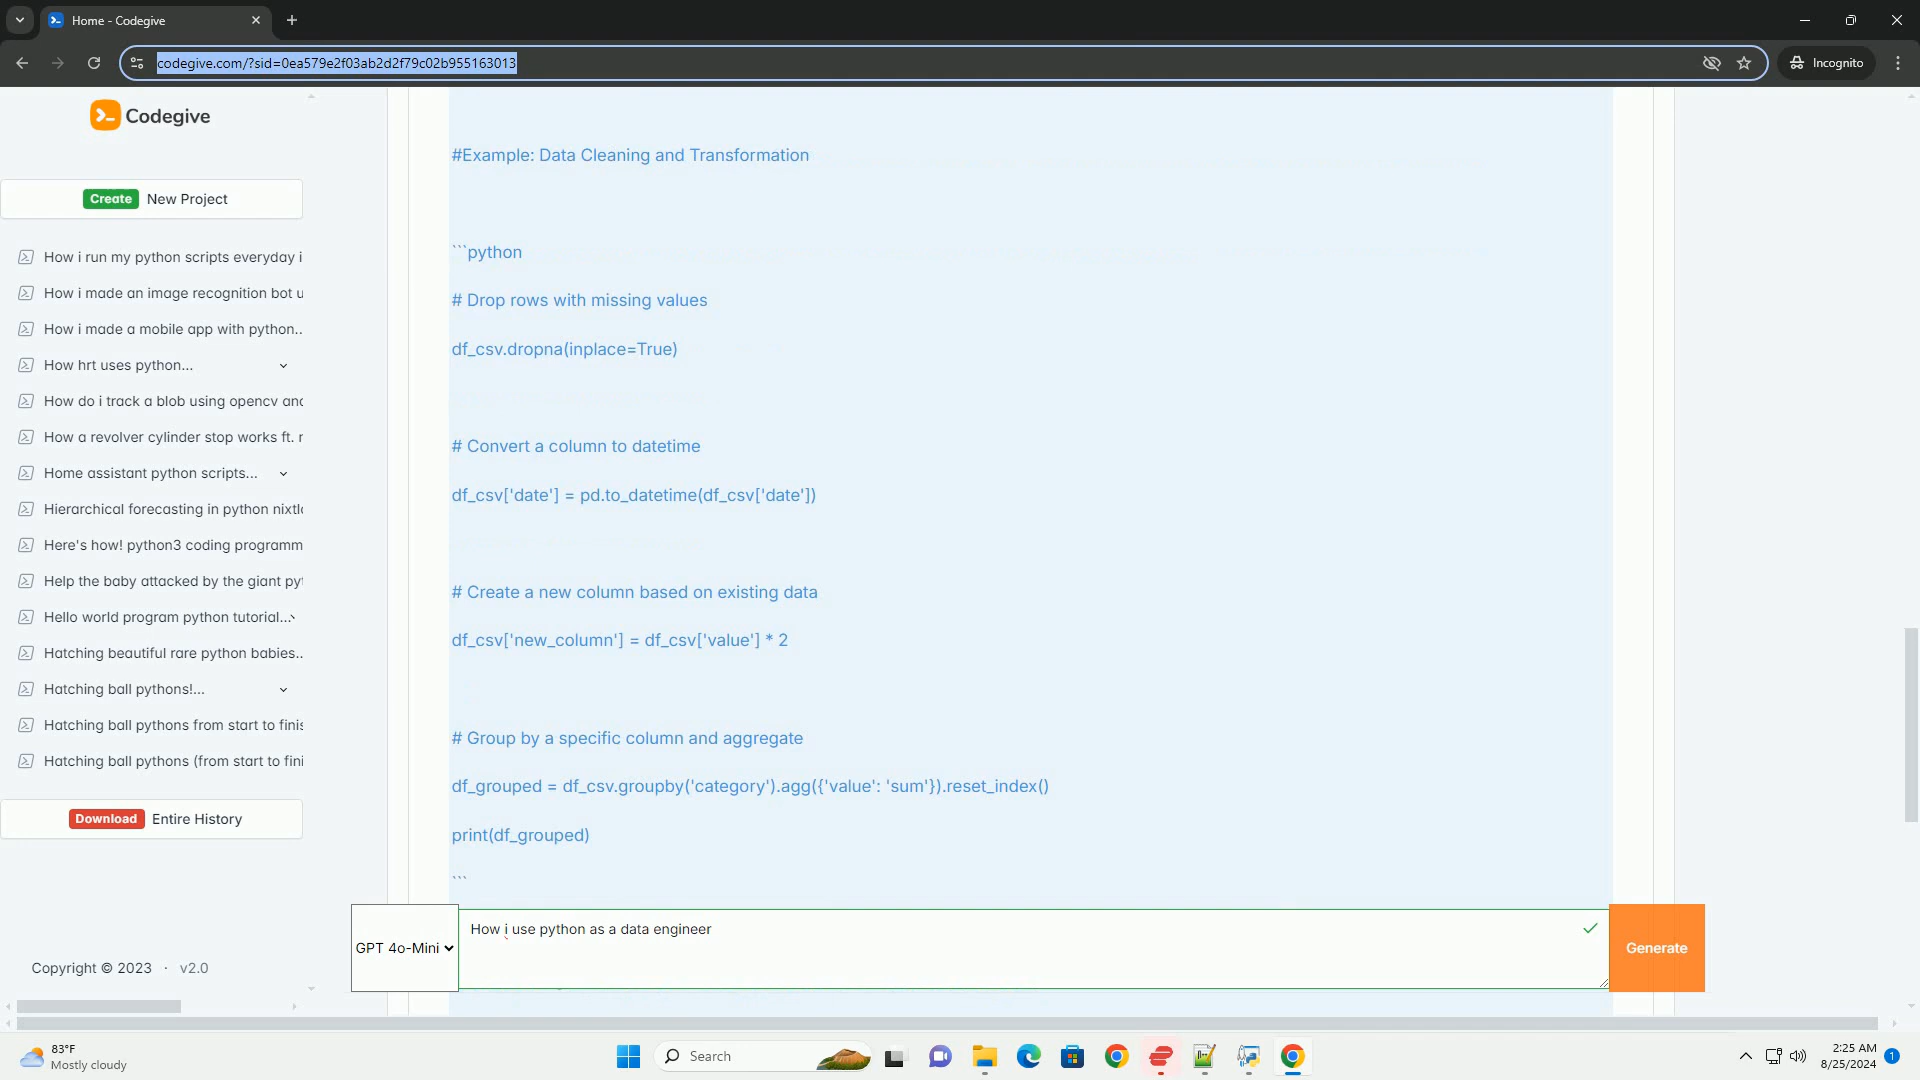 Home - Codegive
codegive.com/?sid=0ea579e2f03ab2d2f79c02b955163013
Incognito
Codegive
Create New Project
How i run my python scripts everyday i
How i made an image recognition bot u
How i made a mobile app with python..
How hrt uses python...
How do i track a blob using opencv and
How a revolver cylinder stop works ft. r
Home assistant python scripts...
Hierarchical forecasting in python nixtl
Here's how! python3 coding programm
Help the baby attacked by the giant pyt
Hello world program python tutorial...
Hatching beautiful rare python babies..
Hatching ball pythons!...
Hatching ball pythons from start to finis
Hatching ball pythons (from start to fini
Download Entire History
Copyright © 2023 · v2.0
#Example: Data Cleaning and Transformation
```python
# Drop rows with missing values
df_csv.dropna(inplace=True)
# Convert a column to datetime
df_csv['date'] = pd.to_datetime(df_csv['date'])
# Create a new column based on existing data
df_csv['new_column'] = df_csv['value'] * 2
# Group by a specific column and aggregate
df_grouped = df_csv.groupby('category').agg({'value': 'sum'}).reset_index()
print(df_grouped)
```
GPT 4o-Mini
How i use python as a data engineer
Generate
83°F
Mostly cloudy
Search
2:25 AM
8/25/2024
1